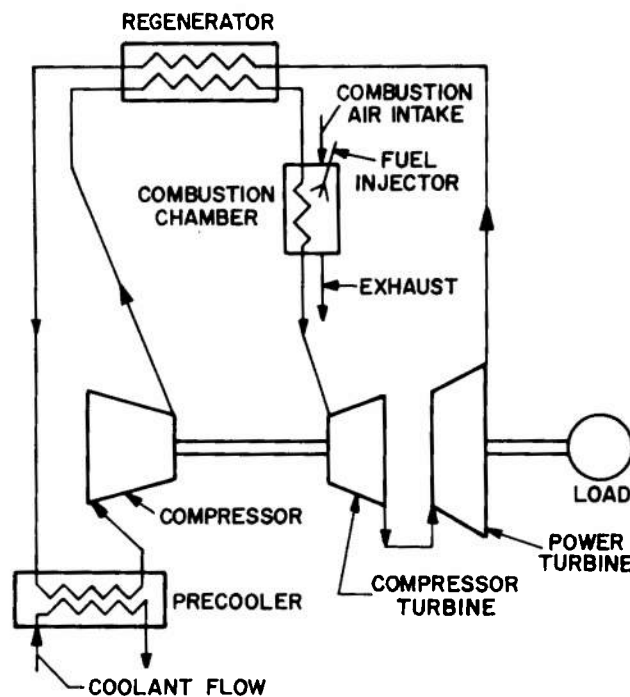 REGENERATOR
COMBUSTION
AIR INTAKE
FUEL
INJECTOR
COMBUSTION
CHAMBER
EXHAUST
COMPRESSOR
LOAD
POWER
TURBINE
COMPRESSOR
TURBINE
PRECOOLER
COOLANT FLOW